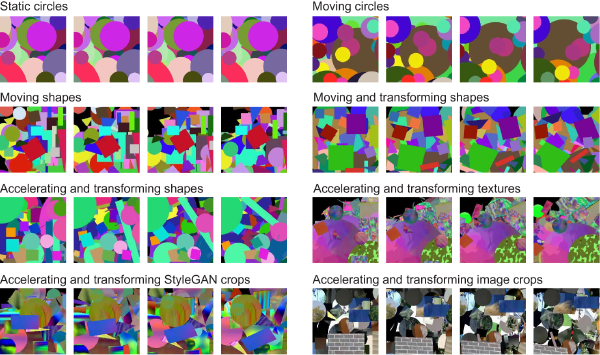 Static circles
Moving circles
Moving shapes
Moving and transforming shapes
Accelerating and transforming shapes
Accelerating and transforming textures
Accelerating and transforming StyleGAN crops
Accelerating and transforming image crops